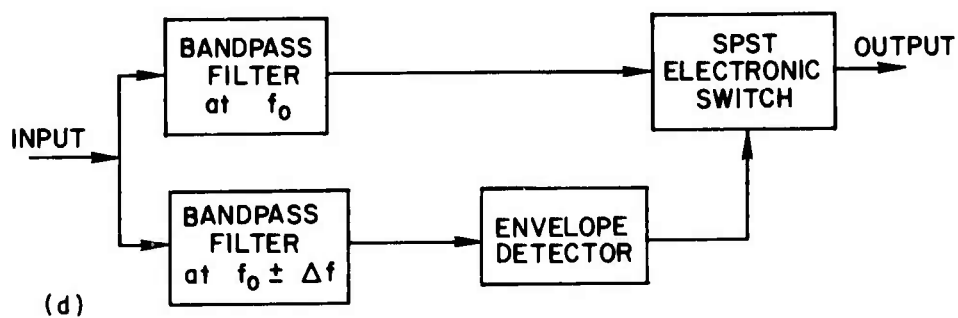 BANDPASS
FILTER
at f₀
SPST
ELECTRONIC
SWITCH
OUTPUT
INPUT
BANDPASS
FILTER
at f₀ ± Δf
ENVELOPE
DETECTOR
(d)